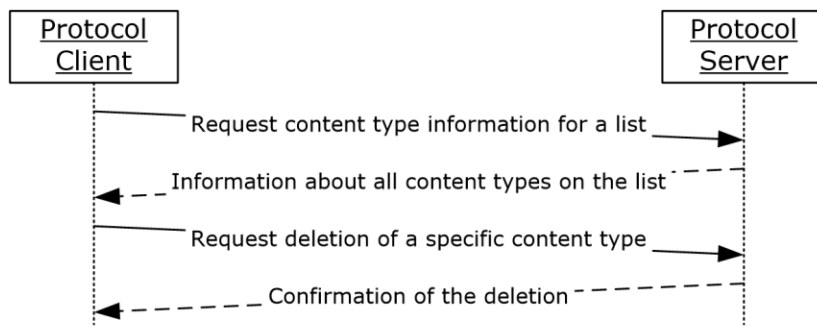 Protocol
Client
Protocol
Server
Request content type information for a list
Information about all content types on the list
Request deletion of a specific content type
Confirmation of the deletion